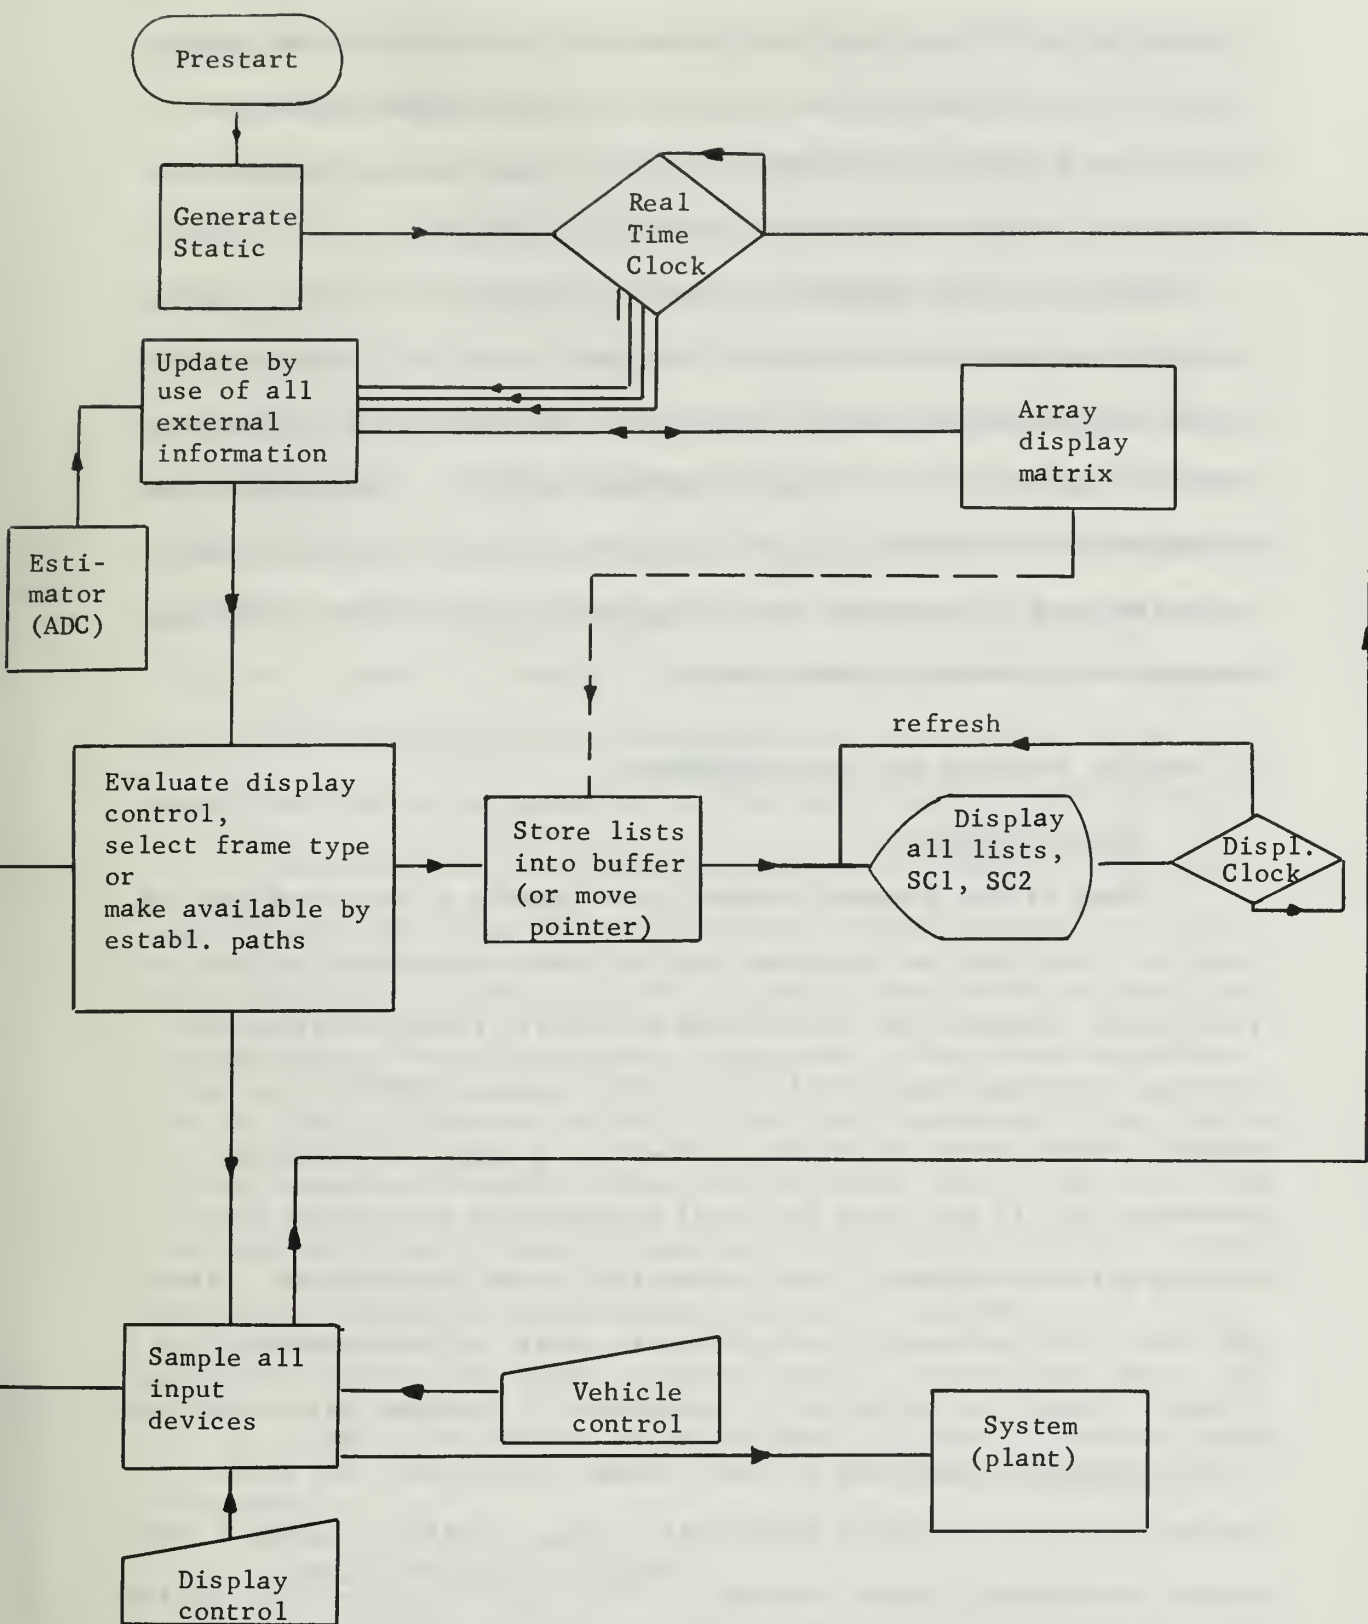 Prestart
Generate
Static
Real
Time
Clock
Update by
use of all
external
information
Array
display
matrix
Esti-
mator
(ADC)
refresh
Evaluate display
control,
select frame type
or
make available by
establ. paths
Store lists
into buffer
(or move
pointer)
Display
all lists,
SC1, SC2
Displ.
Clock
Sample all
input
devices
Vehicle
control
System
(plant)
Display
control